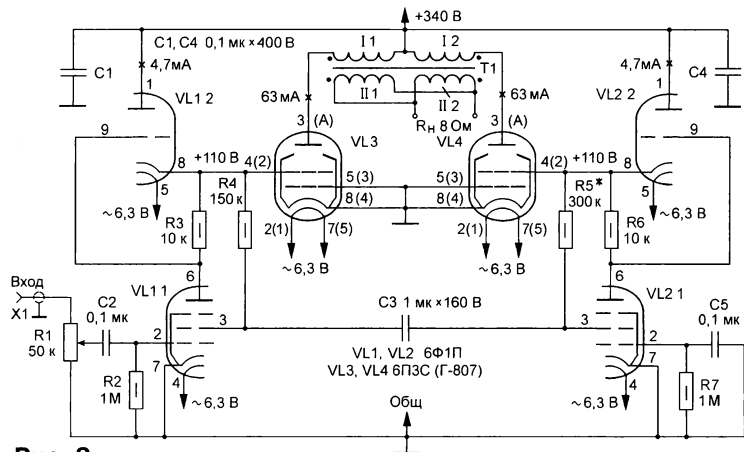 +340 В
C1, C4 0,1 мк × 400 В
I 1
I 2
T1
C1
4,7мА
1
VL1 2
9
8
5
~6,3 В
II 1
II 2
63 мА
63 мА
Rн 8 Ом
3 (А)
VL3
VL4
3 (А)
4,7мА
1
VL2 2
C4
9
8
5
~6,3 В
+110 В
4(2)
R4
150 к
R3
10 к
5(3)
8(4)
2(1)
7(5)
~6,3 В
5(3)
8(4)
2(1)
7(5)
~6,3 В
4(2)
+110 В
R5*
300 к
R6
10 к
6
VL1 1
3
2
7
4
~6,3 В
C3 1 мк × 160 В
VL1, VL2 6Ф1П
VL3, VL4 6П3С (Г-807)
6
VL2 1
3
2
7
4
~6,3 В
Вход
X1
R1
50 к
C2
0,1 мк
R2
1М
C5
0,1 мк
R7
1М
Общ